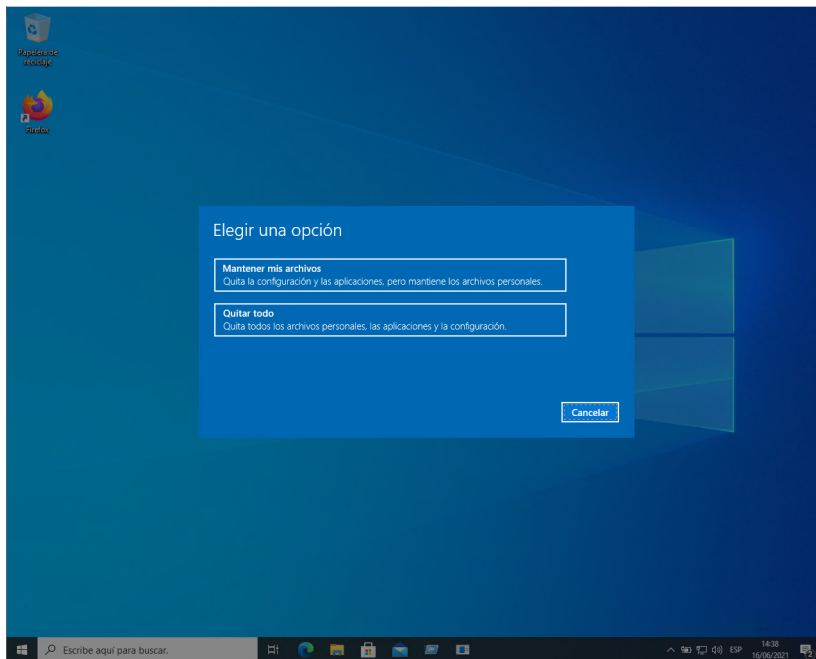 Papelera de
reciclaje
Firefox
Elegir una opción
Mantener mis archivos
Quita la configuración y las aplicaciones, pero mantiene los archivos personales.
Quitar todo
Quita todos los archivos personales, las aplicaciones y la configuración.
Cancelar
Escribe aquí para buscar.
ESP
14:38
16/06/2021
2